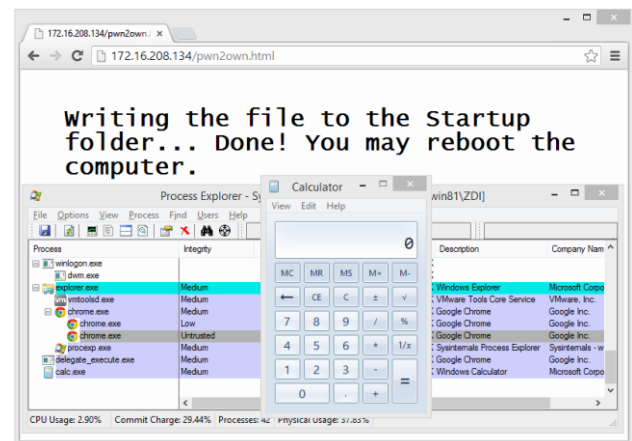 172.16.208.134/pwn2own.
172.16.208.134/pwn2own.html
Writing the file to the Startup
folder... Done! You may reboot the
computer.
Process Explorer - Sy
win81\ZDI]
File Options View Process Find Users Help
Process Integrity Description Company Nam
winlogon.exe
dwm.exe
explorer.exe Medium Windows Explorer Microsoft Corpo
vmtoolsd.exe Medium VMware Tools Core Service VMware, Inc.
chrome.exe Medium Google Chrome Google Inc.
chrome.exe Low Google Chrome Google Inc.
chrome.exe Untrusted Google Chrome Google Inc.
procexp.exe Medium Sysinternals Process Explorer Sysinternals - w
delegate_execute.exe Medium Google Chrome Google Inc.
calc.exe Medium Windows Calculator Microsoft Corpo
CPU Usage: 2.90% Commit Charge: 29.44% Processes: 42 Physical Usage: 37.83%
Calculator
View Edit Help
0
MC MR MS M+ M-
← CE C ± √
7 8 9 / %
4 5 6 * 1/x
1 2 3 - =
0 . +